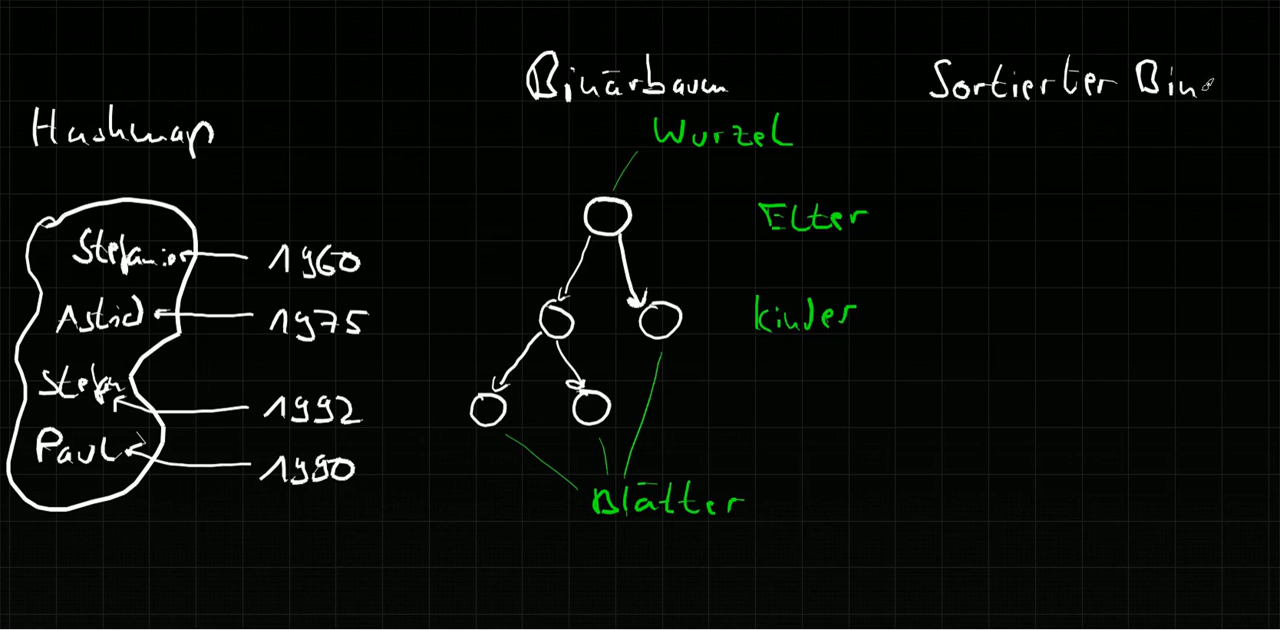 Hashmap
Stefanie 1960
Astrid 1975
Stefan 1992
Paul 1990
Binärbaum
Wurzel
Elter
Kinder
Blätter
Sortierter Bin